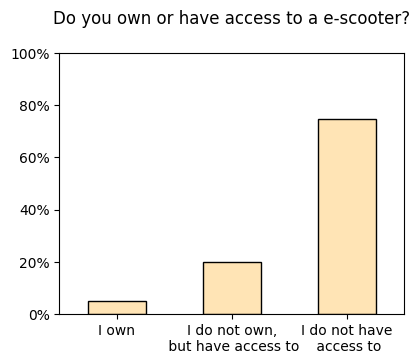 Do you own or have access to a e-scooter?
100%
80%
60%
40%
20%
0%
I own
I do not own,
but have access to
I do not have
access to